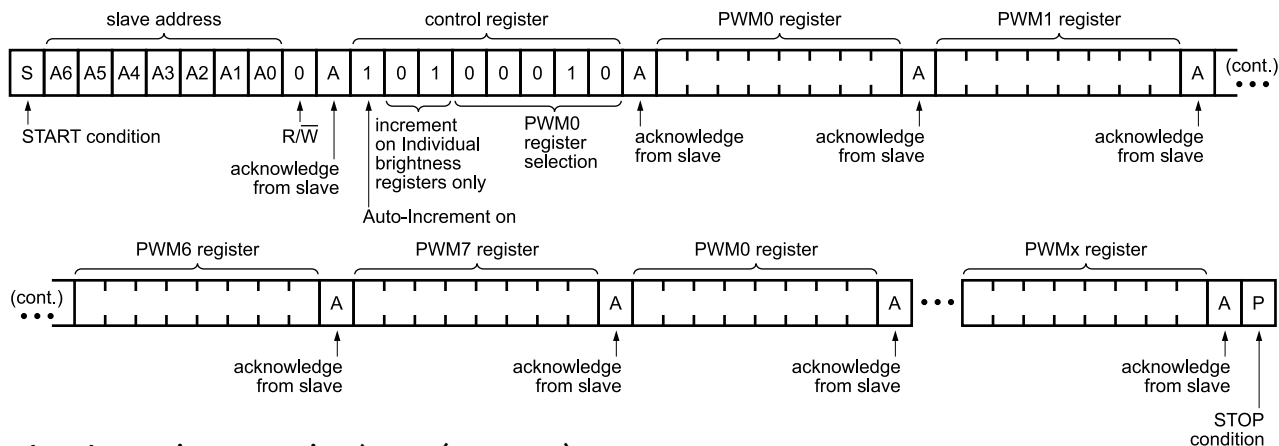 slave address
control register
PWM0 register
PWM1 register
S A6 A5 A4 A3 A2 A1 A0 0 A 1 0 1 0 0 0 1 0 A A A (cont.)
START condition
R/W̅
acknowledge
from slave
increment
on Individual
brightness
registers only
PWM0
register
selection
acknowledge
from slave
acknowledge
from slave
acknowledge
from slave
Auto-Increment on
PWM6 register
PWM7 register
PWM0 register
PWMx register
(cont.) A A A A P
acknowledge
from slave
acknowledge
from slave
acknowledge
from slave
acknowledge
from slave
STOP
condition